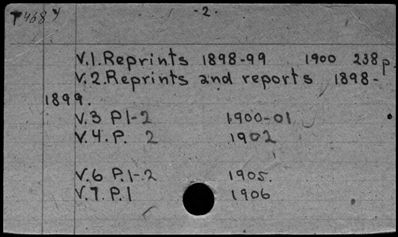 -2.
V.1.Reprints 1898-99 1900 238p
V.2.Reprints and reports 1898-
1899.
V.3 P1-2 1900-01
V.4.P. 2 1902
V.6 P.1-.2 1905.
V.7.P.1 1906